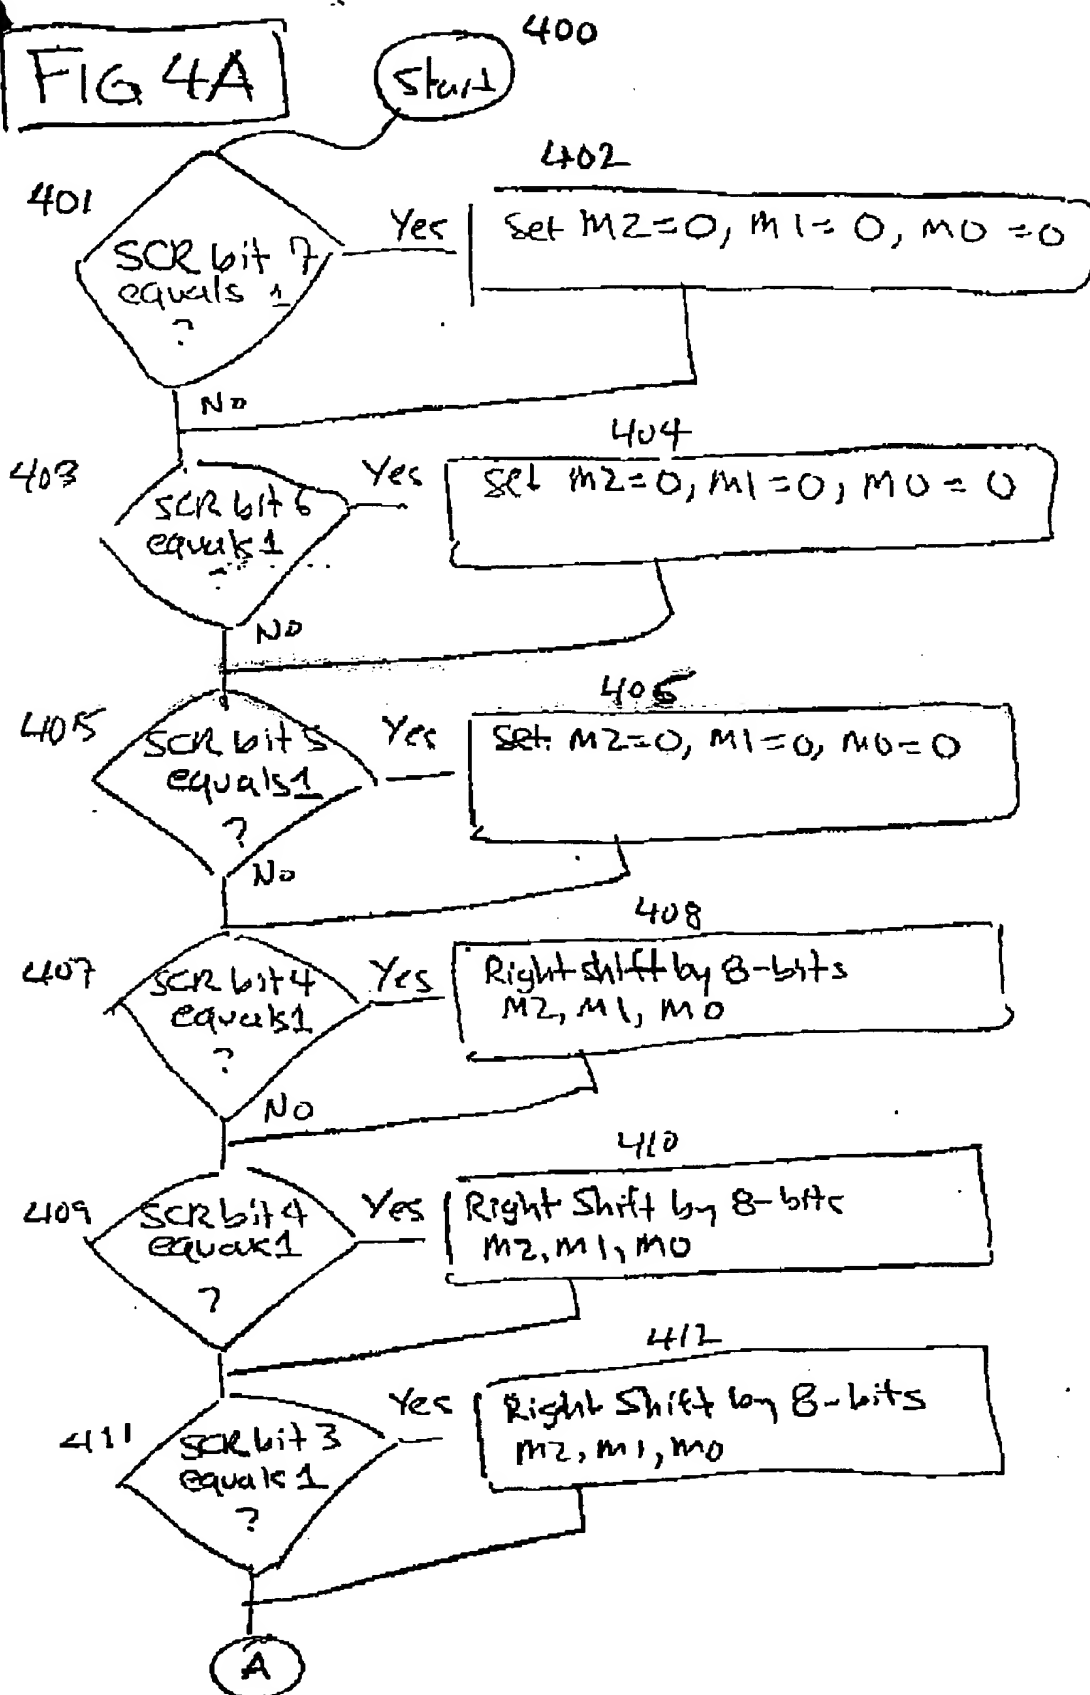 FIG 4A
Start
400
401
SCR bit 7
equals 1
?
Yes
402
Set M2=0, M1=0, M0=0
No
403
SCR bit 6
equals 1
Yes
404
Set M2=0, M1=0, M0=0
No
405
SCR bit 5
equals 1
?
Yes
406
Set M2=0, M1=0, M0=0
No
407
SCR bit 4
equals 1
?
Yes
408
Right shift by 8-bits
M2, M1, M0
No
409
SCR bit 4
equals 1
?
Yes
410
Right Shift by 8-bits
M2, M1, M0
411
SCR bit 3
equals 1
?
Yes
412
Right Shift by 8-bits
M2, M1, M0
A